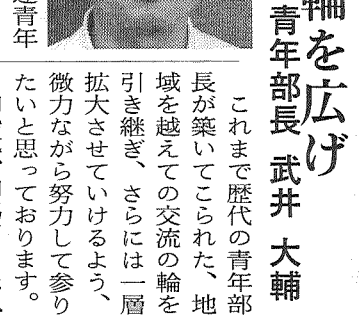 輪を広げ
青年部長 武井 大輔
これまで歴代の青年部
長が築いてこられた、地
域を越えての交流の輪を
引き継ぎ、さらには一層
拡大させていけるよう、
微力ながら努力して参り
たいと思っております。
青年